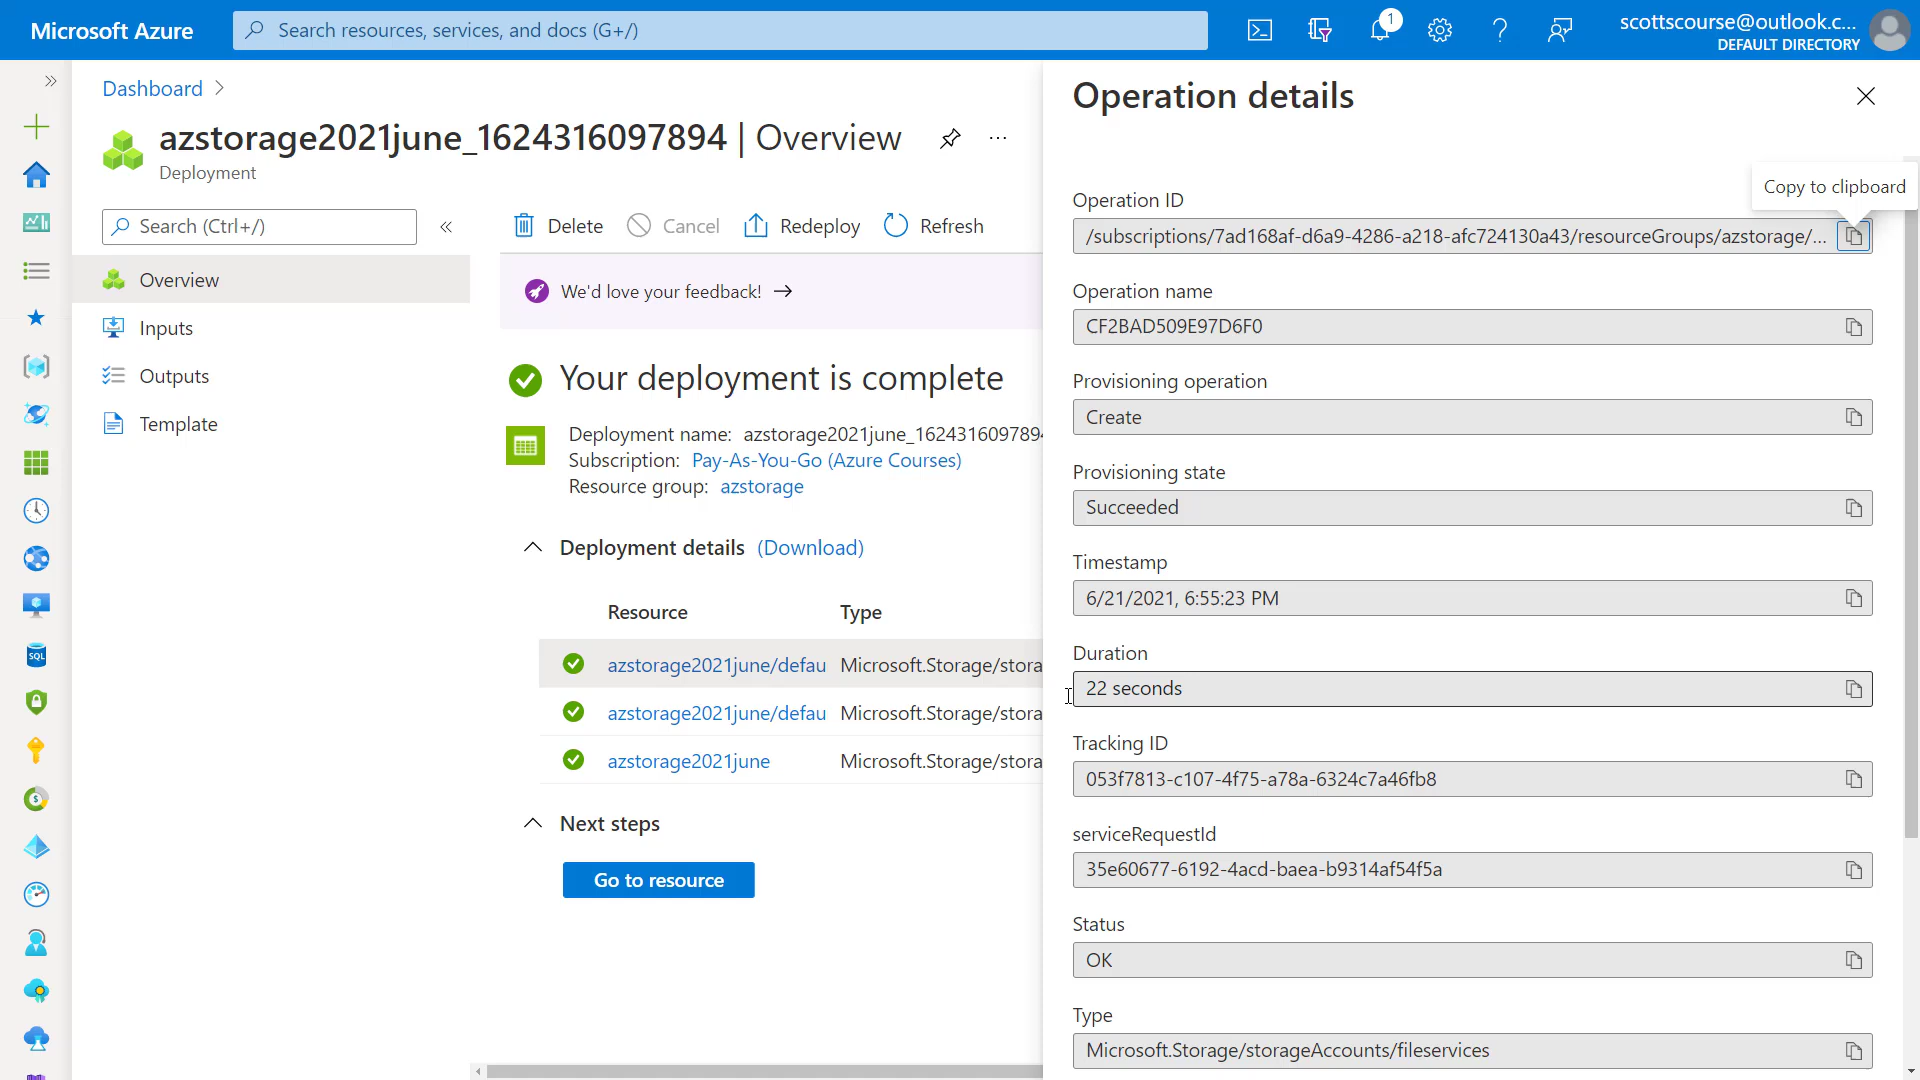 Microsoft Azure
Search resources, services, and docs (G+/)
1
scottscourse@outlook.c...
DEFAULT DIRECTORY
Dashboard
azstorage2021june_1624316097894 | Overview
Deployment
Search (Ctrl+/)
Overview
Inputs
Outputs
Template
Delete
Cancel
Redeploy
Refresh
We'd love your feedback!
Your deployment is complete
Deployment name: azstorage2021june_1624316097894
Subscription: Pay-As-You-Go (Azure Courses)
Resource group: azstorage
Deployment details (Download)
Resource Type
azstorage2021june/defau Microsoft.Storage/stora
azstorage2021june/defau Microsoft.Storage/stora
azstorage2021june Microsoft.Storage/stora
Next steps
Go to resource
SQL
Operation details
Copy to clipboard
Operation ID
/subscriptions/7ad168af-d6a9-4286-a218-afc724130a43/resourceGroups/azstorage/...
Operation name
CF2BAD509E97D6F0
Provisioning operation
Create
Provisioning state
Succeeded
Timestamp
6/21/2021, 6:55:23 PM
Duration
22 seconds
Tracking ID
053f7813-c107-4f75-a78a-6324c7a46fb8
serviceRequestId
35e60677-6192-4acd-baea-b9314af54f5a
Status
OK
Type
Microsoft.Storage/storageAccounts/fileservices